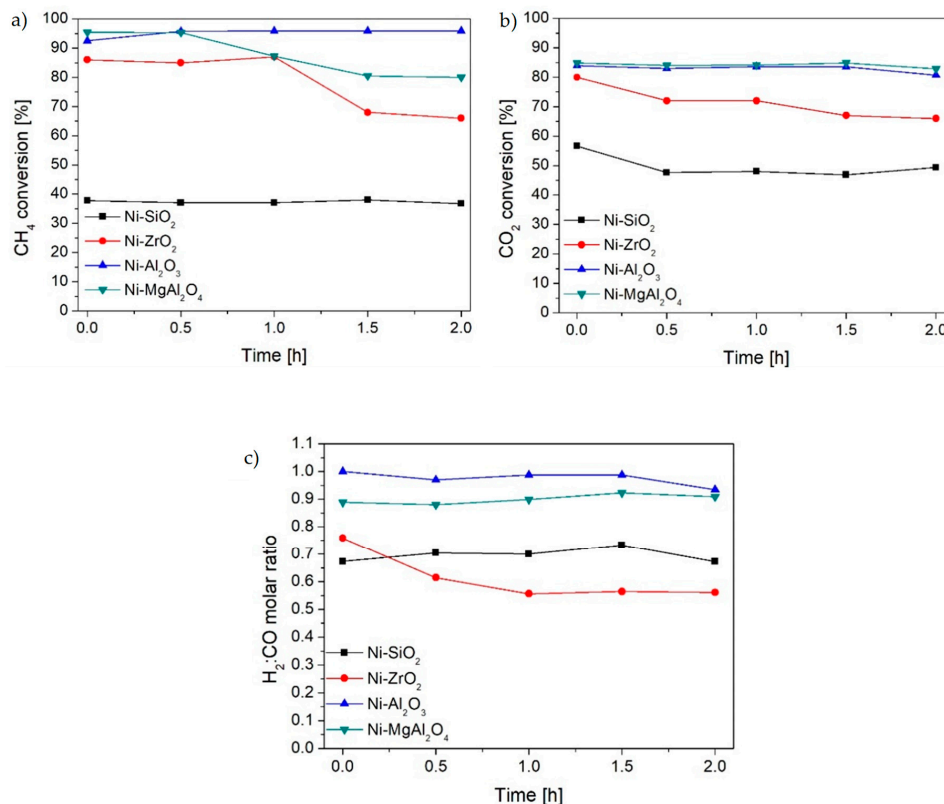 a)
CH₄ conversion [%]
100
90
80
70
60
50
40
30
20
10
0
Ni-SiO₂
Ni-ZrO₂
Ni-Al₂O₃
Ni-MgAl₂O₄
0.0 0.5 1.0 1.5 2.0
Time [h]
b)
CO₂ conversion [%]
100
90
80
70
60
50
40
30
20
10
0
Ni-SiO₂
Ni-ZrO₂
Ni-Al₂O₃
Ni-MgAl₂O₄
0.0 0.5 1.0 1.5 2.0
Time [h]
c)
H₂:CO molar ratio
1.1
1.0
0.9
0.8
0.7
0.6
0.5
0.4
0.3
0.2
0.1
0.0
Ni-SiO₂
Ni-ZrO₂
Ni-Al₂O₃
Ni-MgAl₂O₄
0.0 0.5 1.0 1.5 2.0
Time [h]